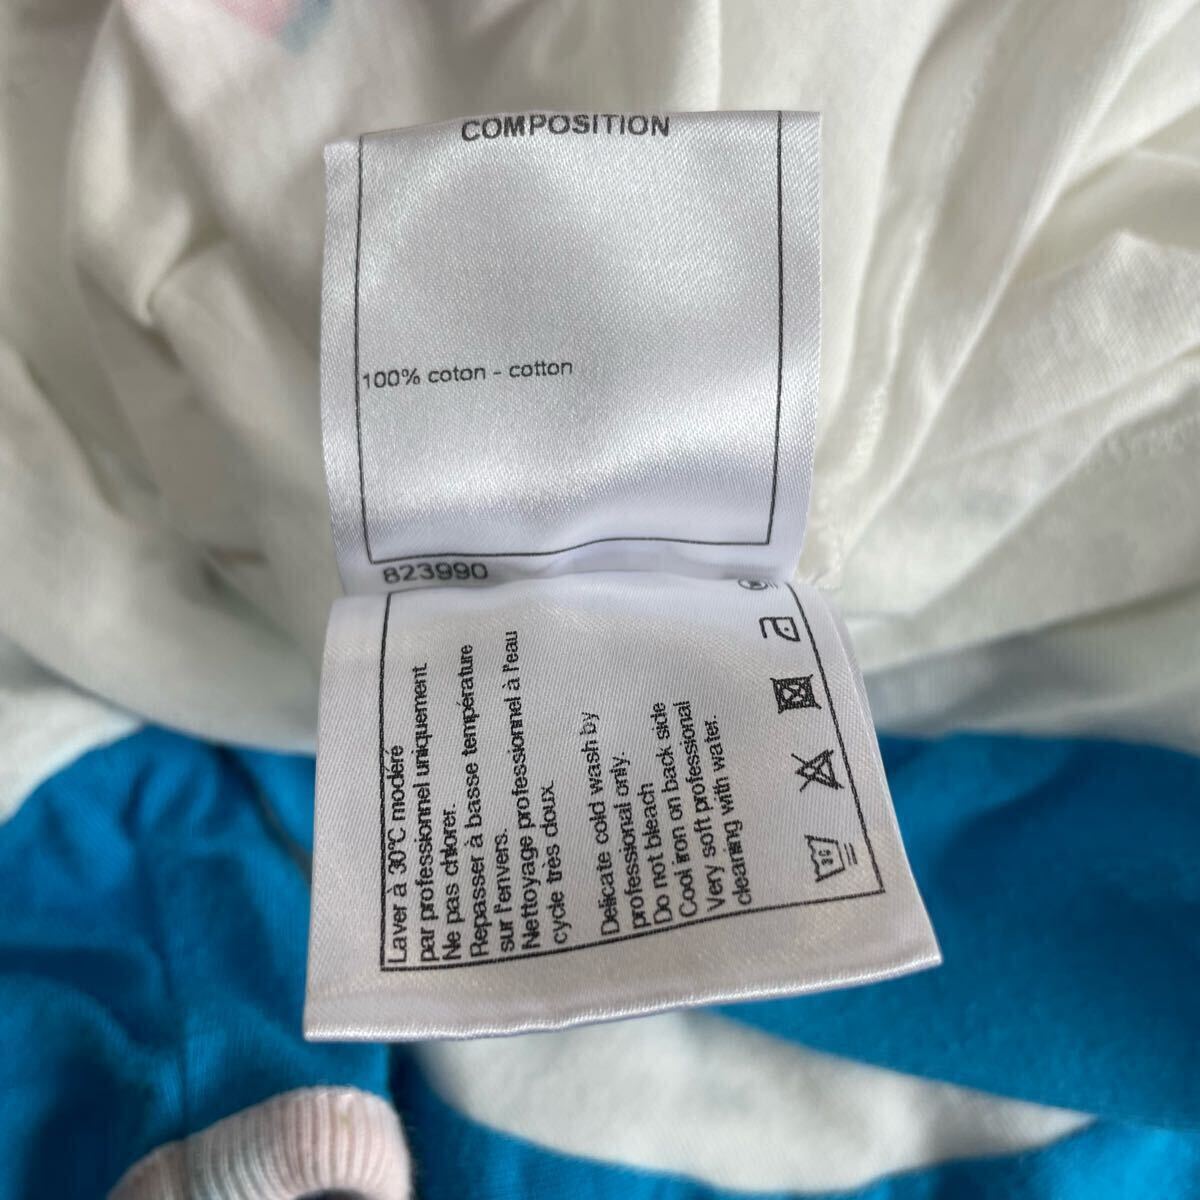 COMPOSITION
100% coton - cotton
823990
Laver à 30°C modéré
par professionnel uniquement
Ne pas chlorer.
Repasser à basse température
sur l'envers.
Nettoyage professionnel à l'eau
cycle très doux.
Delicate cold wash by
professional only.
Do not bleach
Cool iron on back side
Very soft professional
cleaning with water.
30